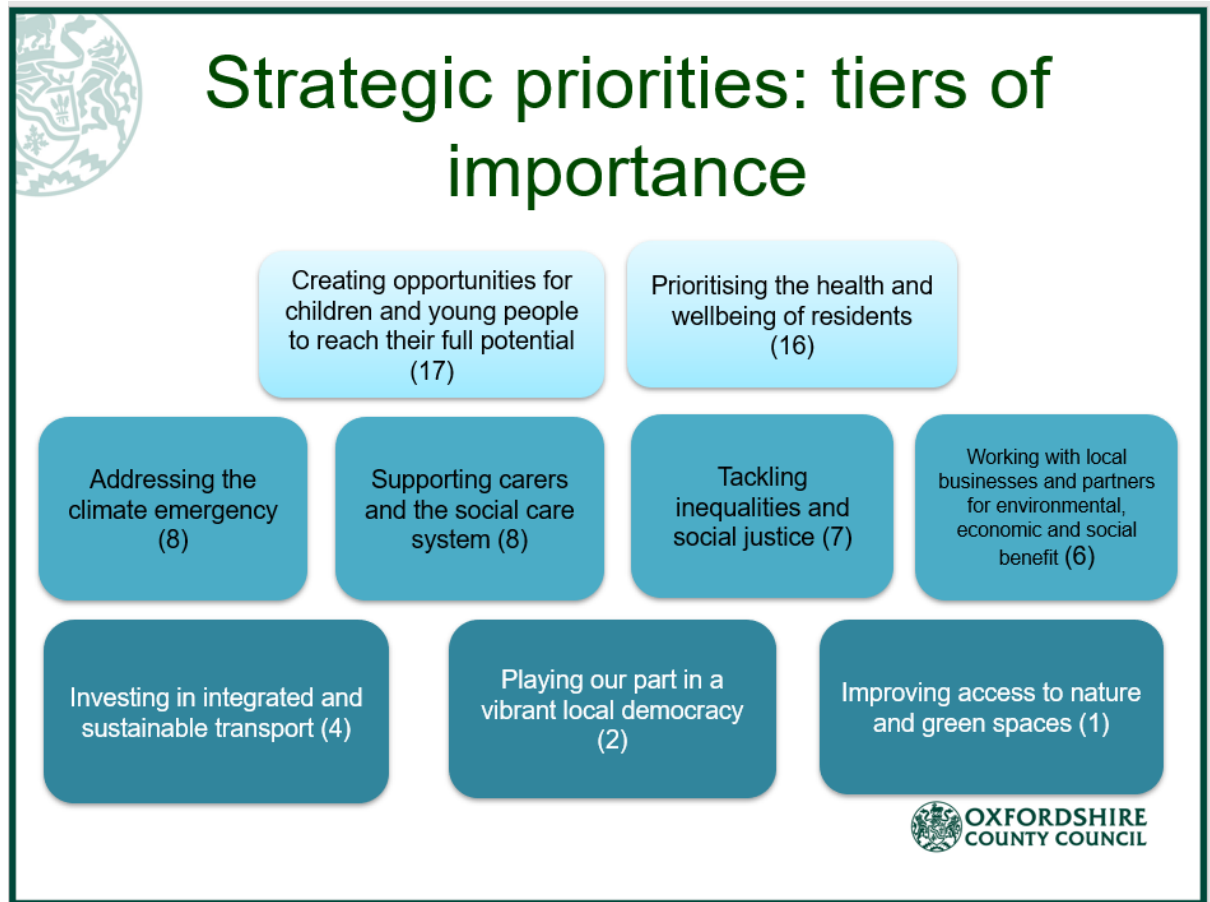 Strategic priorities: tiers of
importance
Creating opportunities for
children and young people
to reach their full potential
(17)
Prioritising the health and
wellbeing of residents
(16)
Addressing the
climate emergency
(8)
Supporting carers
and the social care
system (8)
Tackling
inequalities and
social justice (7)
Working with local
businesses and partners
for environmental,
economic and social
benefit (6)
Investing in integrated and
sustainable transport (4)
Playing our part in a
vibrant local democracy
(2)
Improving access to nature
and green spaces (1)
OXFORDSHIRE
COUNTY COUNCIL